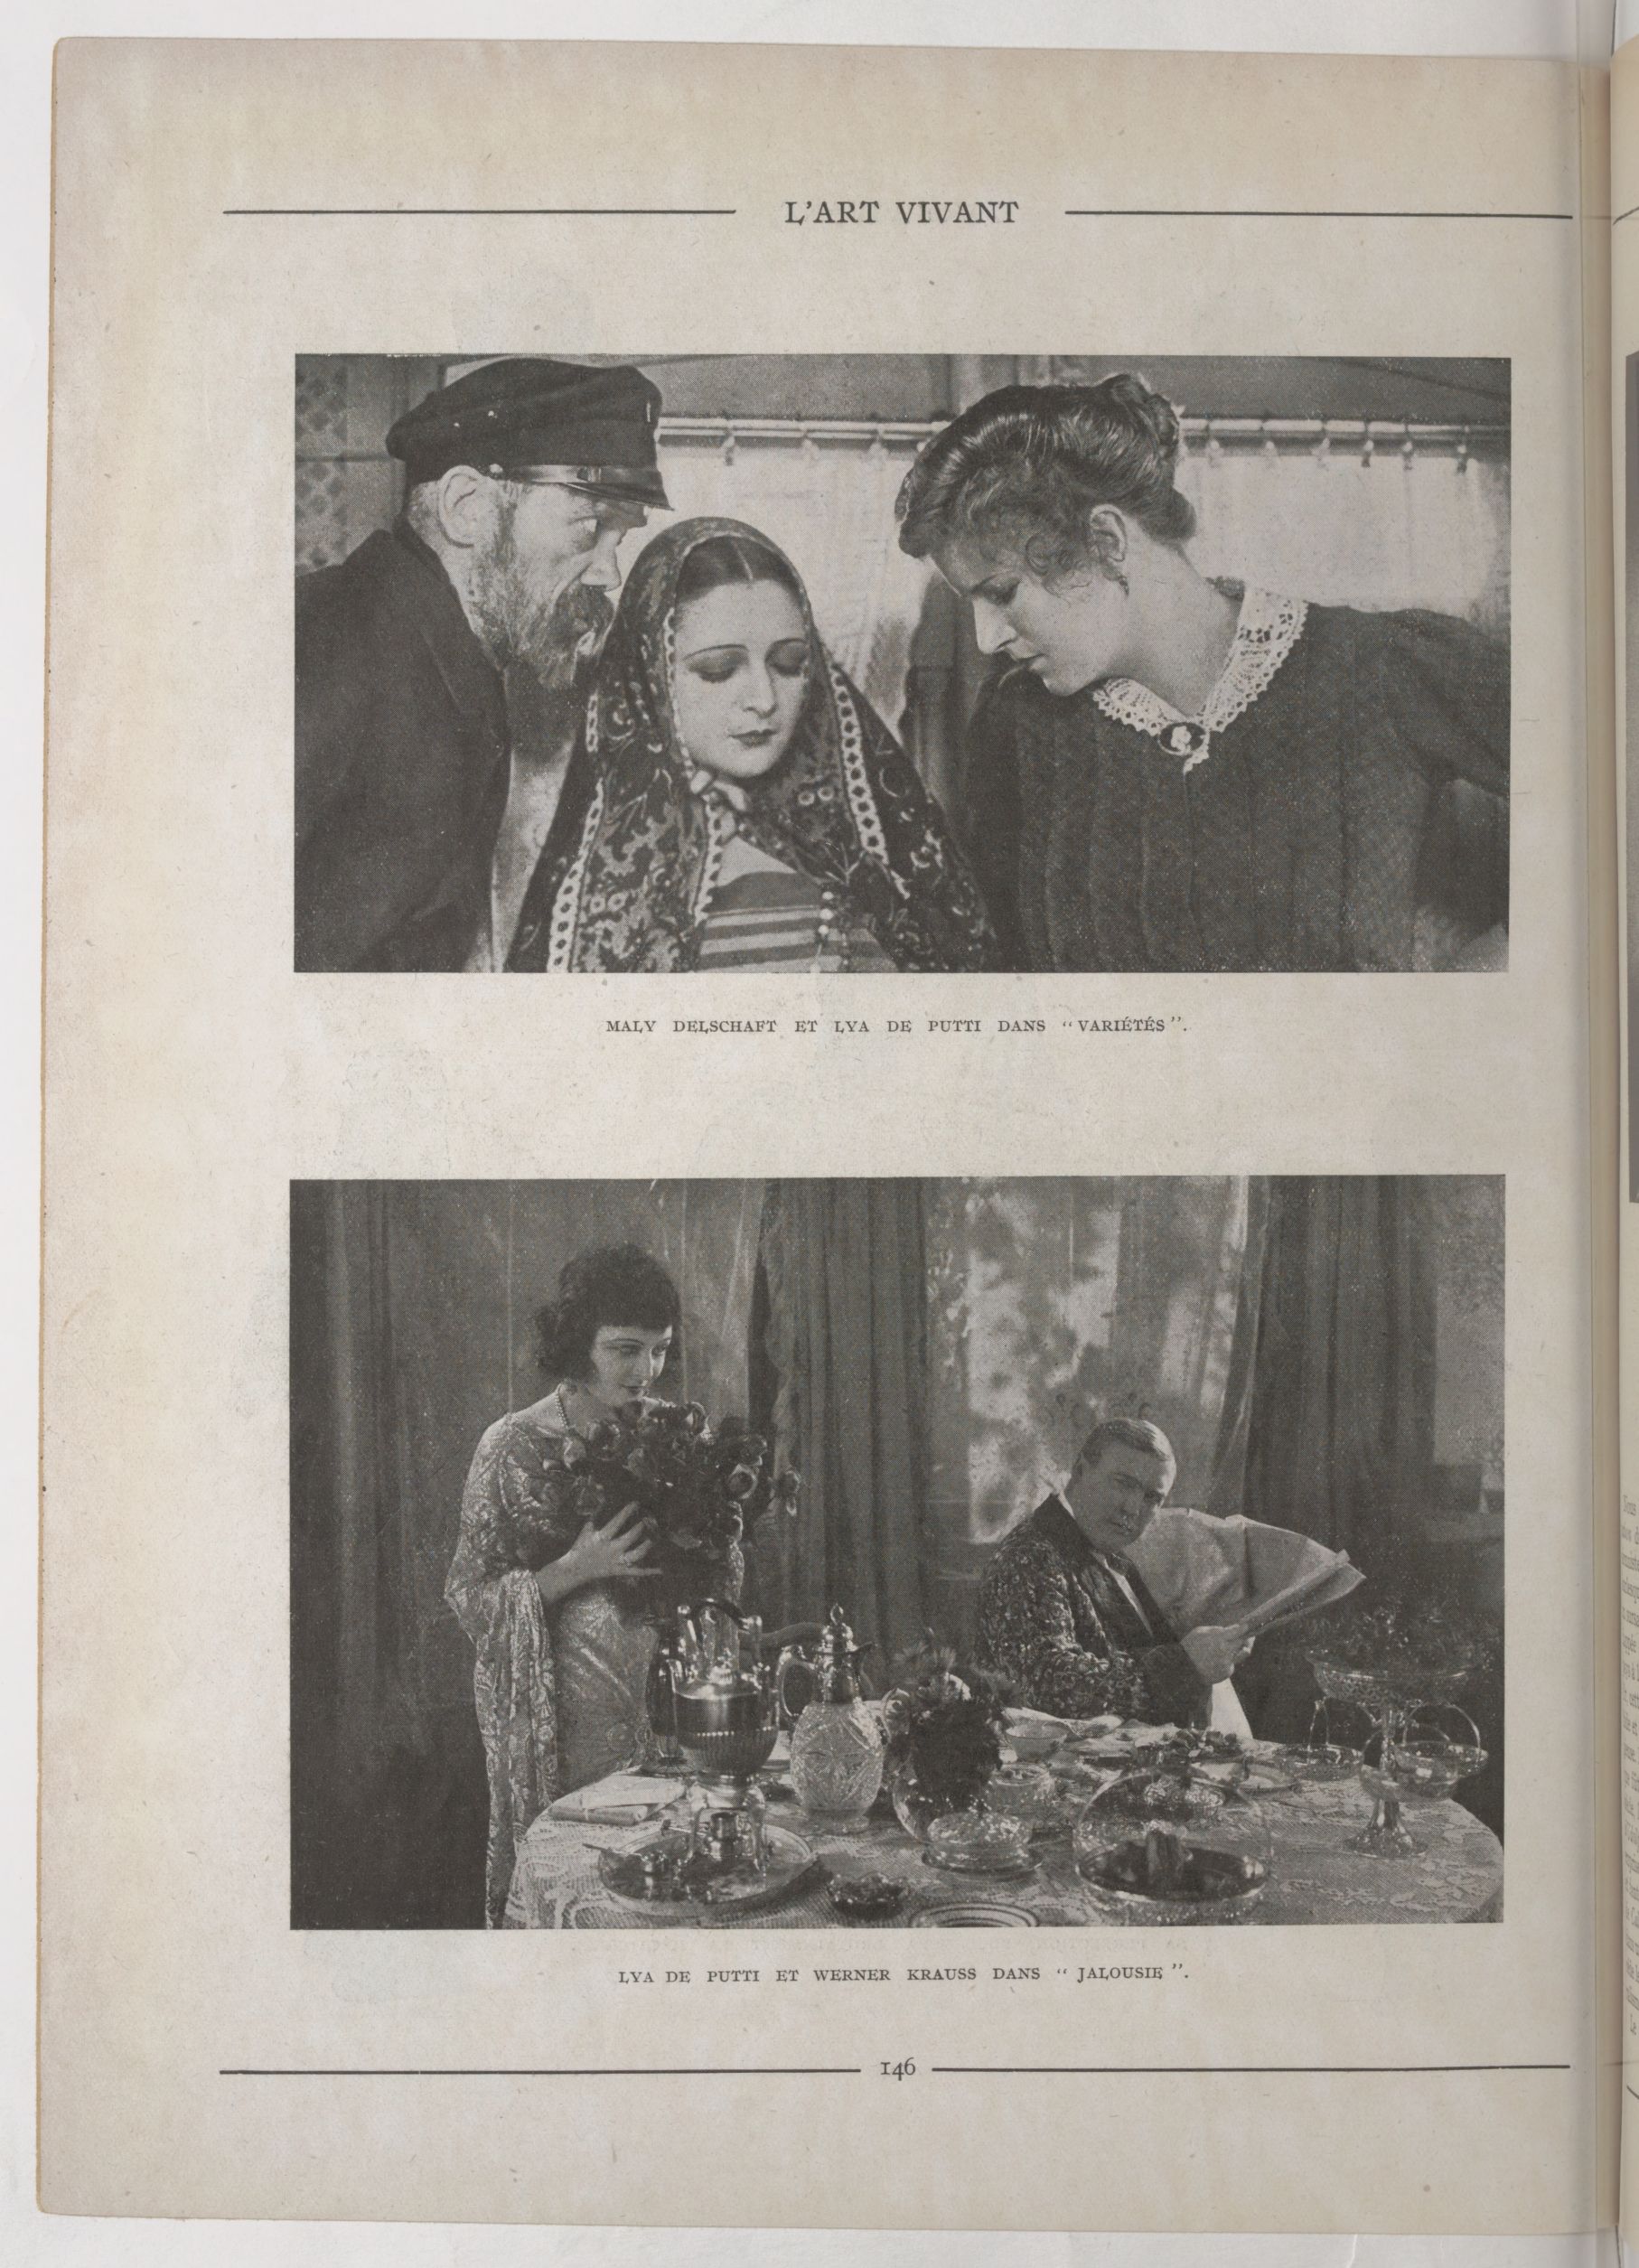 L'ART VIVANT
MALY DELSCHAFT ET LYA DE PUTTI DANS “VARIÉTÉS”.
LYA DE PUTTI ET WERNER KRAUSS DANS “ JALOUSIE ”.
146